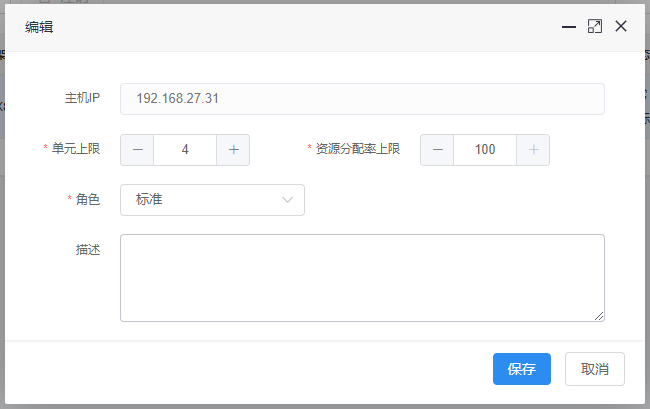 编辑
主机IP 192.168.27.31
* 单元上限 4 * 资源分配率上限 100
* 角色 标准
描述
保存 取消